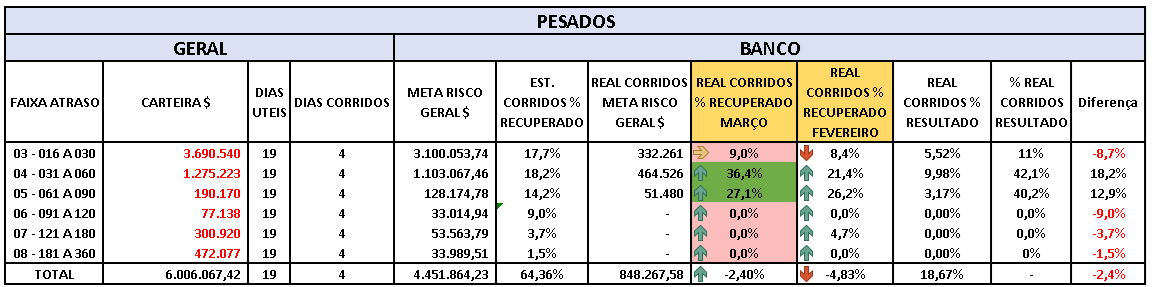 PESADOS
GERAL BANCO
FAIXA ATRASO CARTEIRA $ DIAS UTEIS DIAS CORRIDOS META RISCO GERAL $ EST. CORRIDOS % RECUPERADO REAL CORRIDOS META RISCO GERAL $ REAL CORRIDOS % RECUPERADO MARÇO REAL CORRIDOS % RECUPERADO FEVEREIRO REAL CORRIDOS % RESULTADO % REAL CORRIDOS RESULTADO Diferença
03 - 016 A 030 3.690.540 19 4 3.100.053,74 17,7% 332.261 9,0% 8,4% 5,52% 11% -8,7%
04 - 031 A 060 1.275.223 19 4 1.103.067,46 18,2% 464.526 36,4% 21,4% 9,98% 42,1% 18,2%
05 - 061 A 090 190.170 19 4 128.174,78 14,2% 51.480 27,1% 26,2% 3,17% 40,2% 12,9%
06 - 091 A 120 77.138 19 4 33.014,94 9,0% - 0,0% 0,0% 0,00% 0,00% -9,0%
07 - 121 A 180 300.920 19 4 53.563,79 3,7% - 0,0% 4,7% 0,00% 0,00% -3,7%
08 - 181 A 360 472.077 19 4 33.989,51 1,5% - 0,0% 0,0% 0,00% 0% -1,5%
TOTAL 6.006.067,42 19 4 4.451.864,23 64,36% 848.267,58 -2,40% -4,83% 18,67% - -2,4%